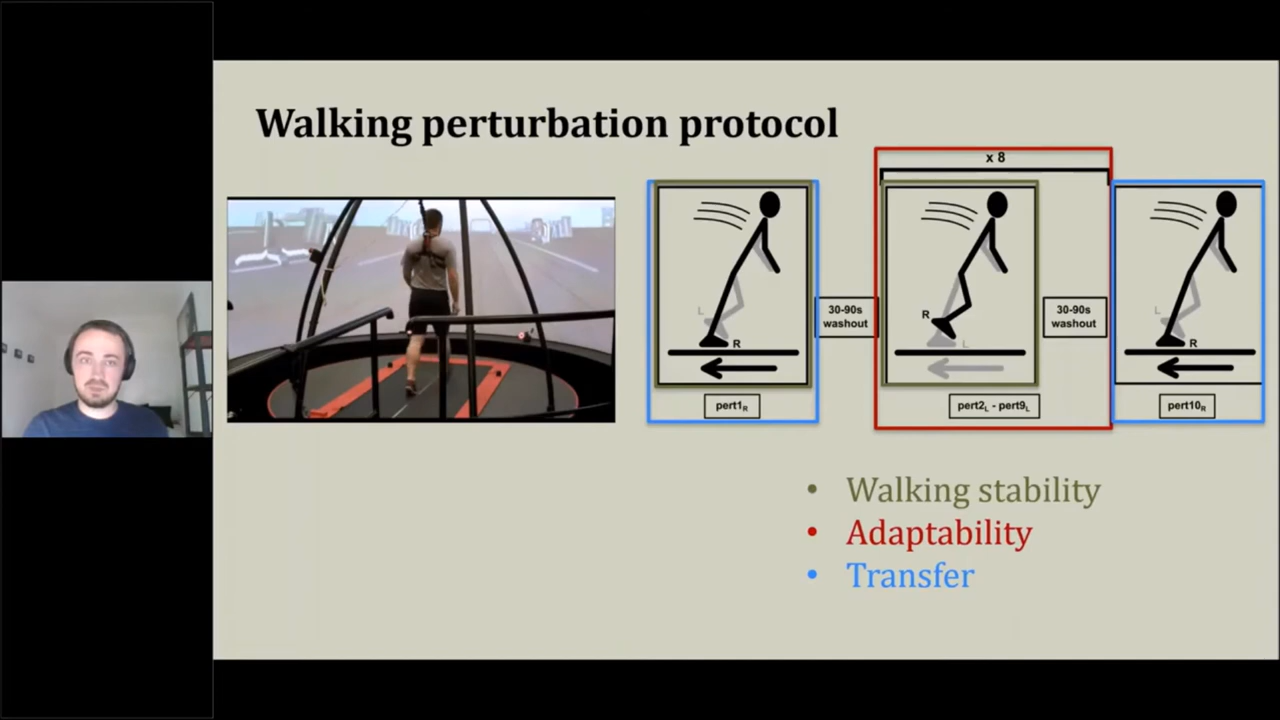 Walking perturbation protocol
x 8
L
R
30-90s
washout
R
L
30-90s
washout
L
R
pert1R
pert2L - pert9L
pert10R
• Walking stability
• Adaptability
• Transfer